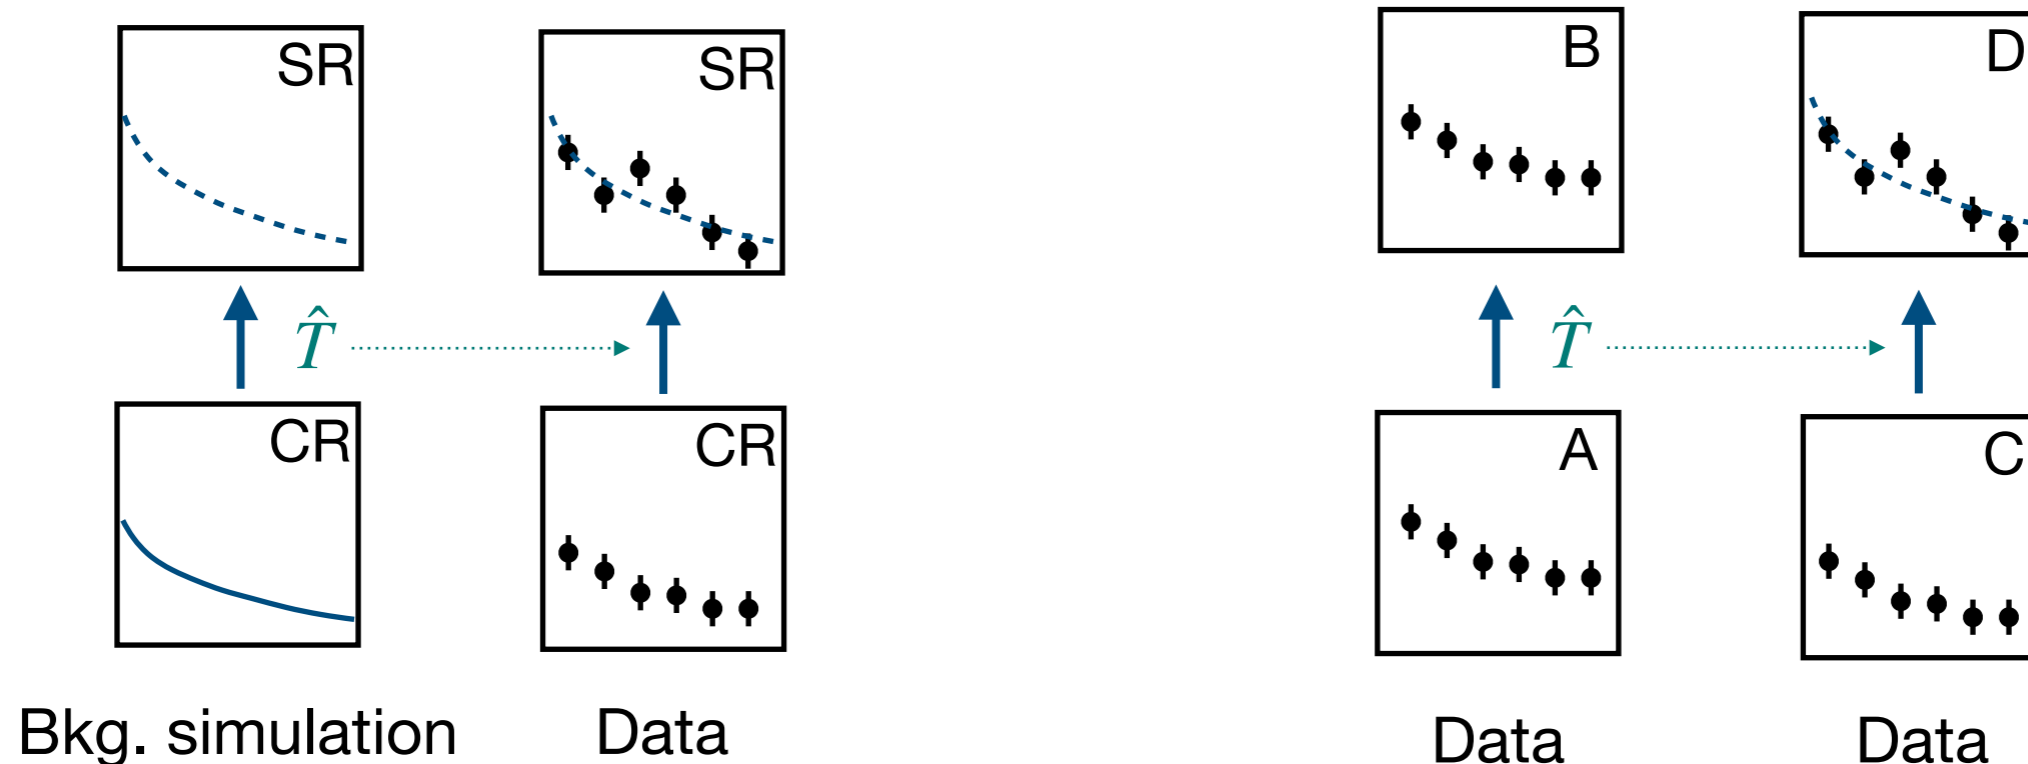 SR
SR
B
D
T̂
T̂
CR
CR
A
C
Bkg. simulation
Data
Data
Data